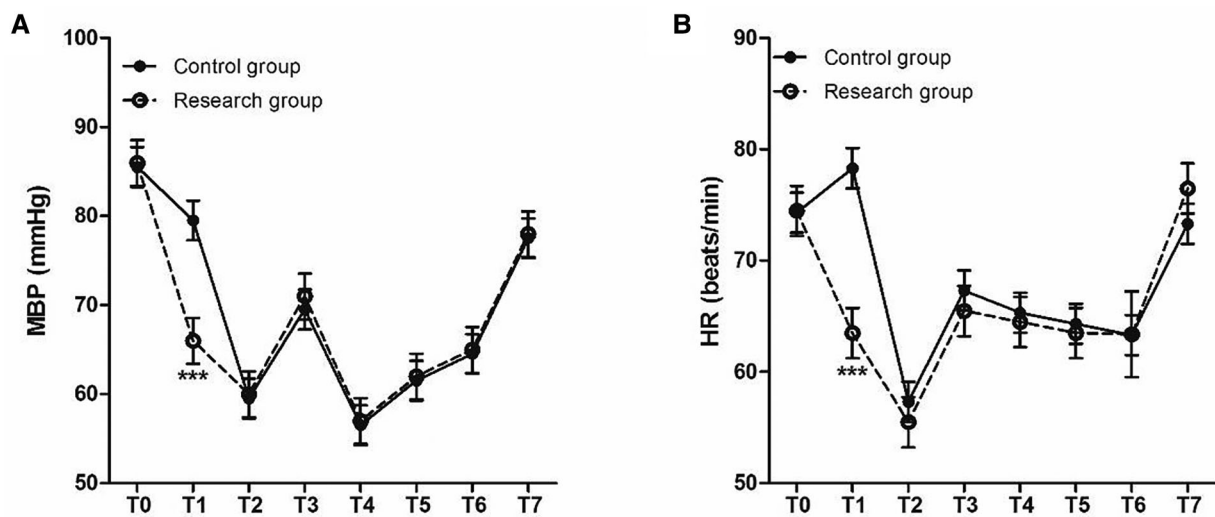 A
MBP (mmHg)
100
90
80
70
60
50
Control group
Research group
***
T0 T1 T2 T3 T4 T5 T6 T7
B
HR (beats/min)
90
80
70
60
50
Control group
Research group
***
T0 T1 T2 T3 T4 T5 T6 T7